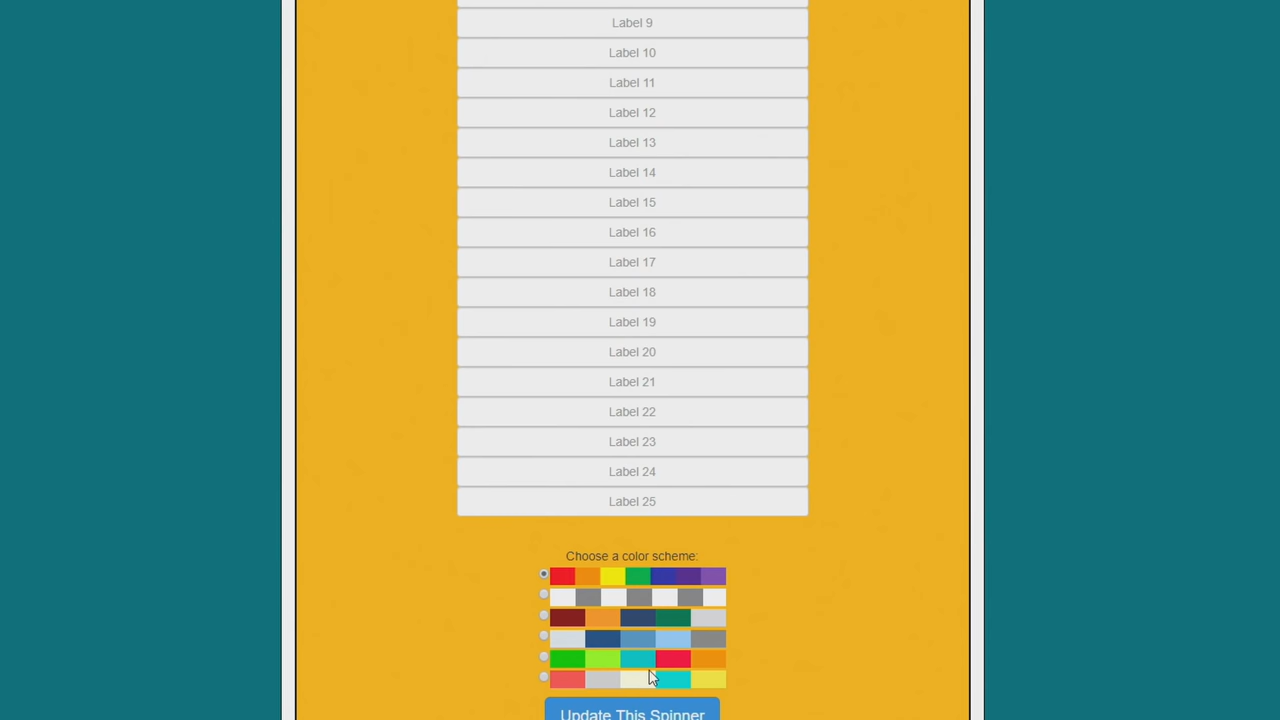 Label 9
Label 10
Label 11
Label 12
Label 13
Label 14
Label 15
Label 16
Label 17
Label 18
Label 19
Label 20
Label 21
Label 22
Label 23
Label 24
Label 25
Choose a color scheme:
Update This Spinner